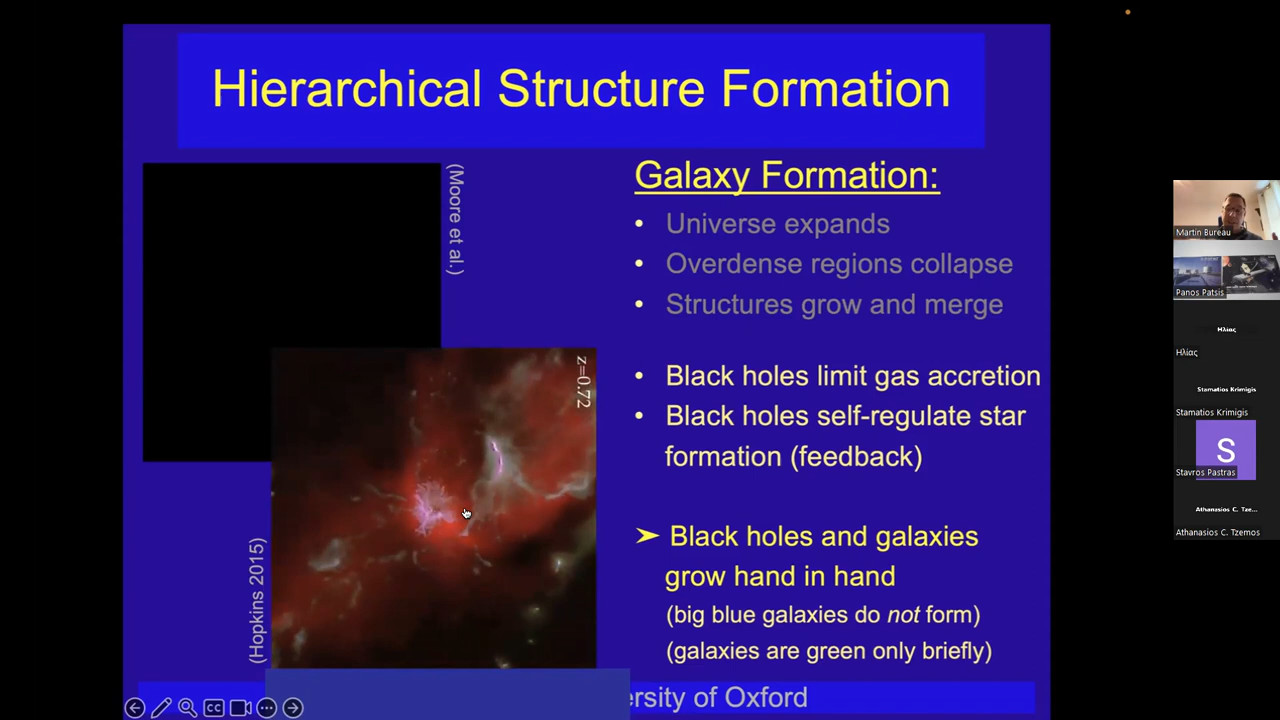 Hierarchical Structure Formation
(Moore et al.)
z=0.72
(Hopkins 2015)
Galaxy Formation:
• Universe expands
• Overdense regions collapse
• Structures grow and merge
• Black holes limit gas accretion
• Black holes self-regulate star
formation (feedback)
➤ Black holes and galaxies
grow hand in hand
(big blue galaxies do not form)
(galaxies are green only briefly)
ersity of Oxford
CC
Martin Bureau
Panos Patsis
Ηλίας
Ηλίας
Stamatios Krimigis
Stamatios Krimigis
S
Stavros Pastras
Athanasios C. Tze...
Athanasios C. Tzemos